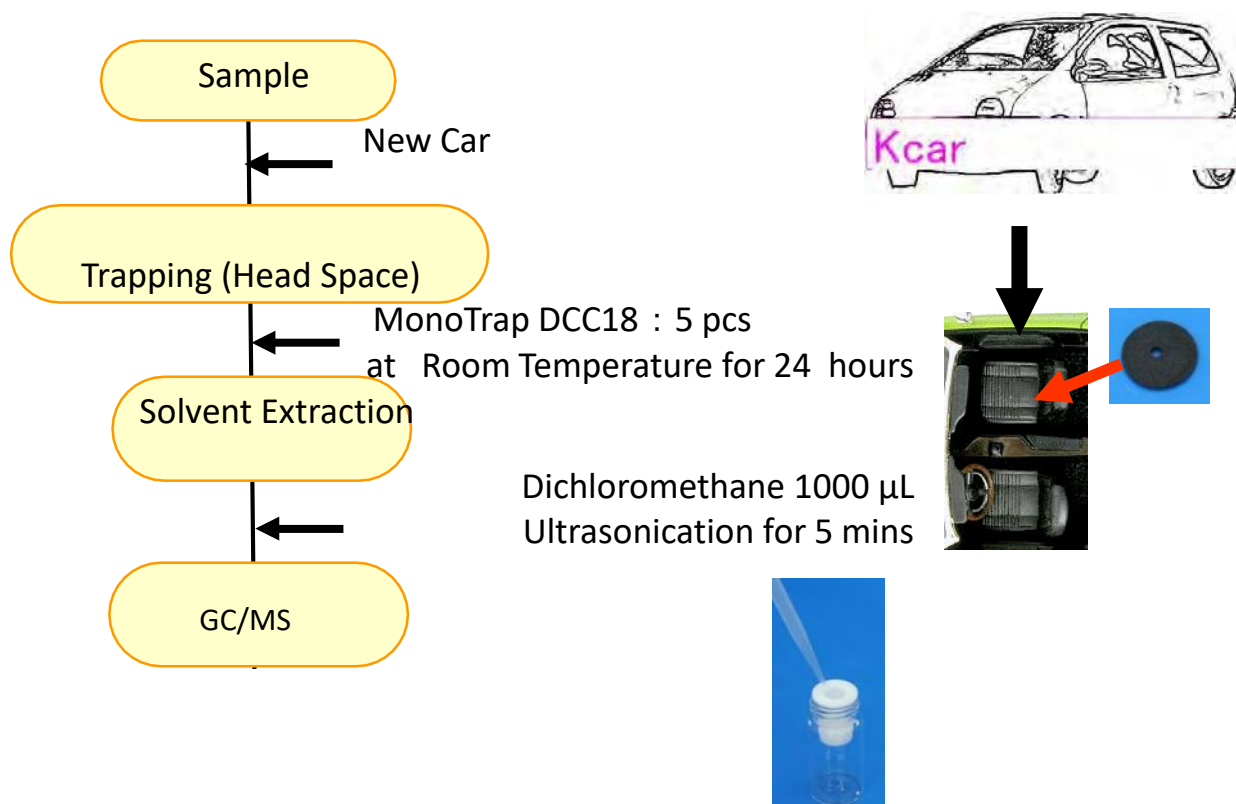 Sample
New Car
Kcar
Trapping (Head Space)
MonoTrap DCC18：5 pcs
at Room Temperature for 24 hours
Solvent Extraction
Dichloromethane 1000 µL
Ultrasonication for 5 mins
GC/MS